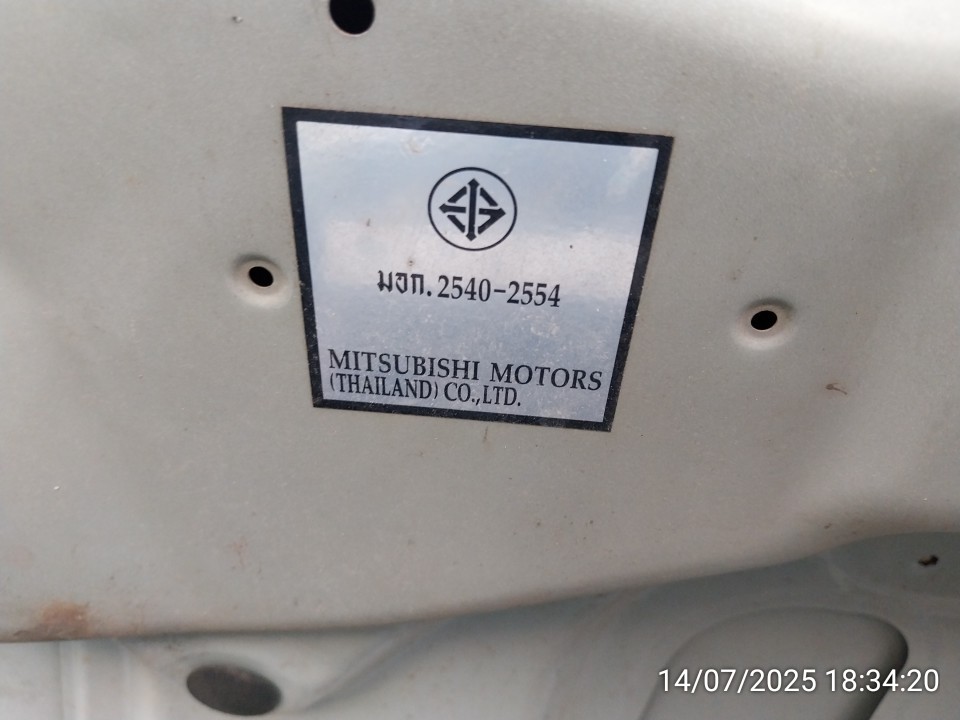 มอก. 2540-2554
MITSUBISHI MOTORS
(THAILAND) CO.,LTD.
14/07/2025 18:34:20